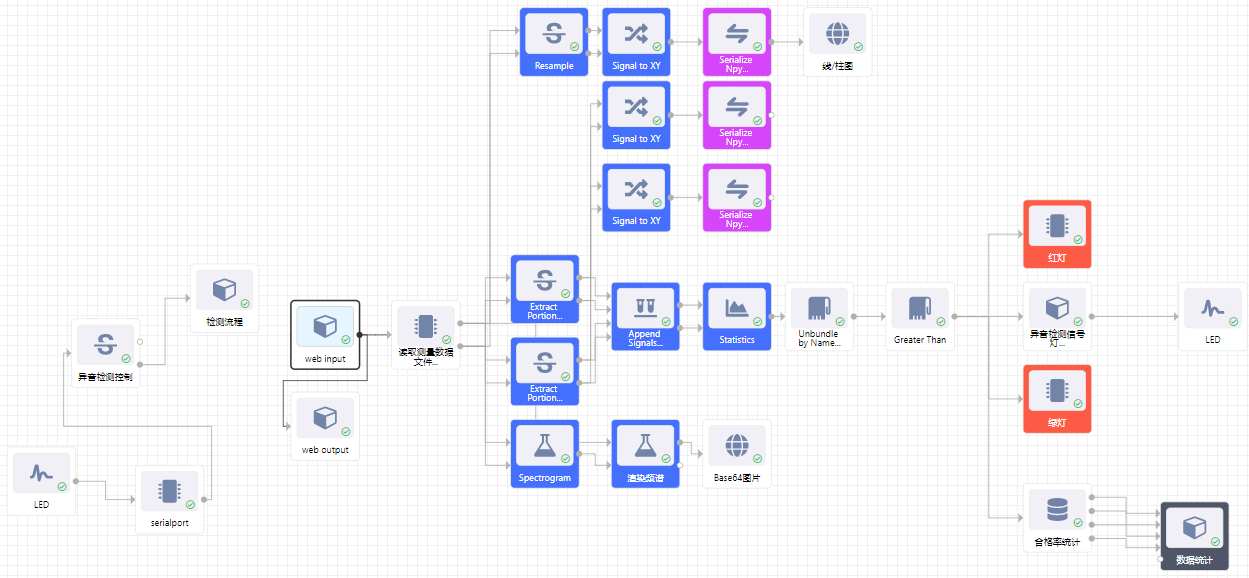 Resample
Signal to XY
Serialize
Npy...
线/柱图
Signal to XY
Serialize
Npy...
Signal to XY
Serialize
Npy...
红灯
检测流程
Extract
Portion...
异音检测控制
web input
读取测量数据
文件...
Append
Signals...
Statistics
Unbundle
by Name...
Greater Than
异音检测信号
灯...
LED
Extract
Portion...
绿灯
web output
Spectrogram
渲染频谱
Base64图片
LED
serialport
合格率统计
数据统计